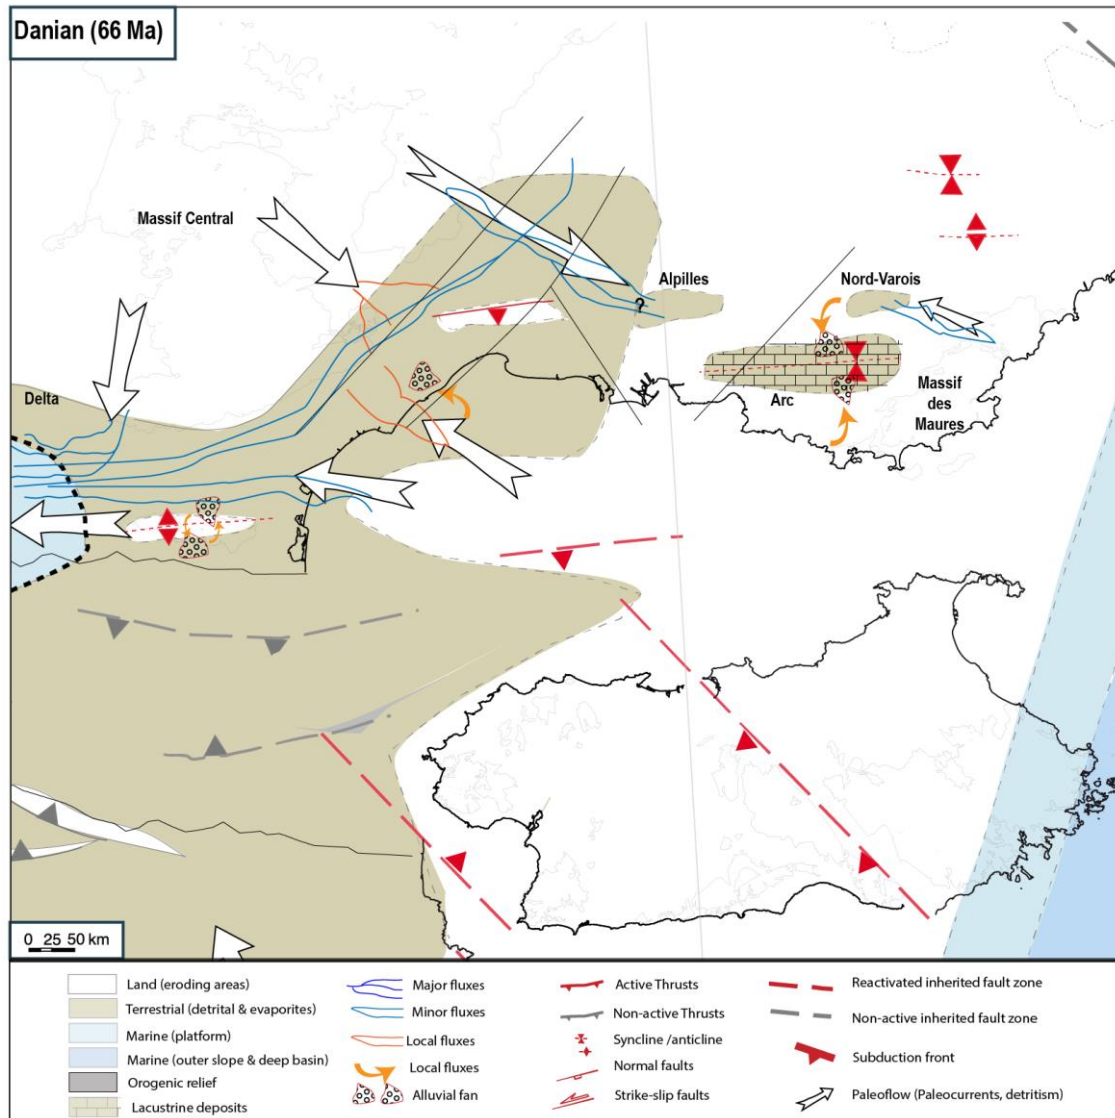 Danian (66 Ma)
Massif Central
Alpilles
Nord-Varois
?
Delta
Arc
Massif
des
Maures
0 25 50 km
Land (eroding areas)
Terrestrial (detrital & evaporites)
Marine (platform)
Marine (outer slope & deep basin)
Orogenic relief
Lacustrine deposits
Major fluxes
Minor fluxes
Local fluxes
Local fluxes
Alluvial fan
Active Thrusts
Non-active Thrusts
Syncline /anticline
Normal faults
Strike-slip faults
Reactivated inherited fault zone
Non-active inherited fault zone
Subduction front
Paleoflow (Paleocurrents, detritism)